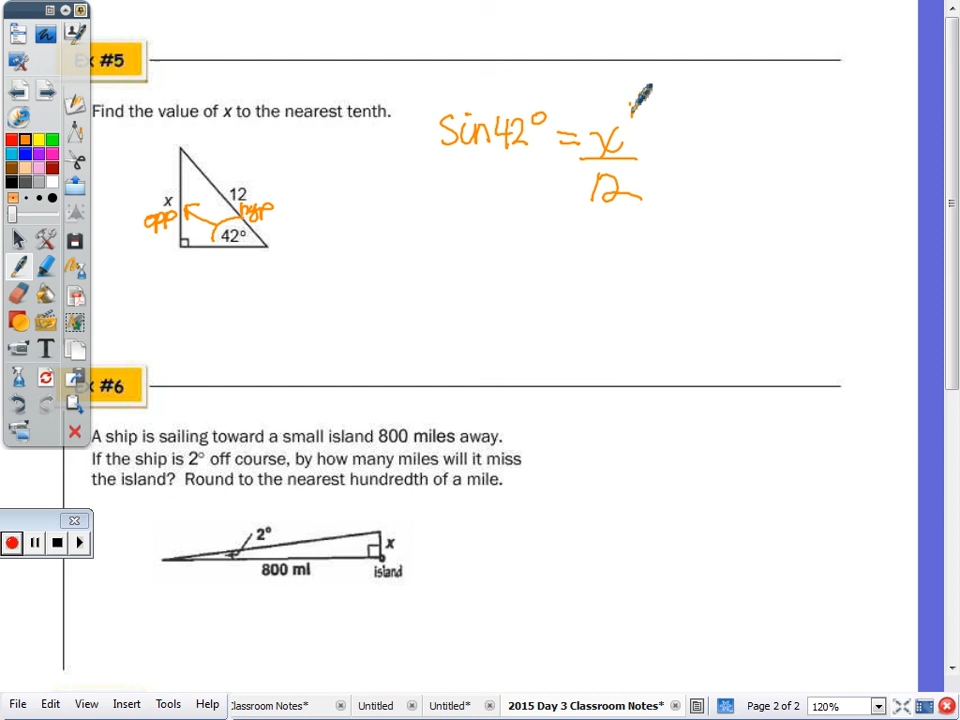 Ex #5
Find the value of x to the nearest tenth.
sin42° = x
12
x
12
opp
hyp
42°
Ex #6
A ship is sailing toward a small island 800 miles away.
If the ship is 2° off course, by how many miles will it miss
the island? Round to the nearest hundredth of a mile.
2°
x
800 mi
island
File Edit View Insert Tools Help
Classroom Notes*
Untitled
Untitled*
2015 Day 3 Classroom Notes*
Page 2 of 2
120%